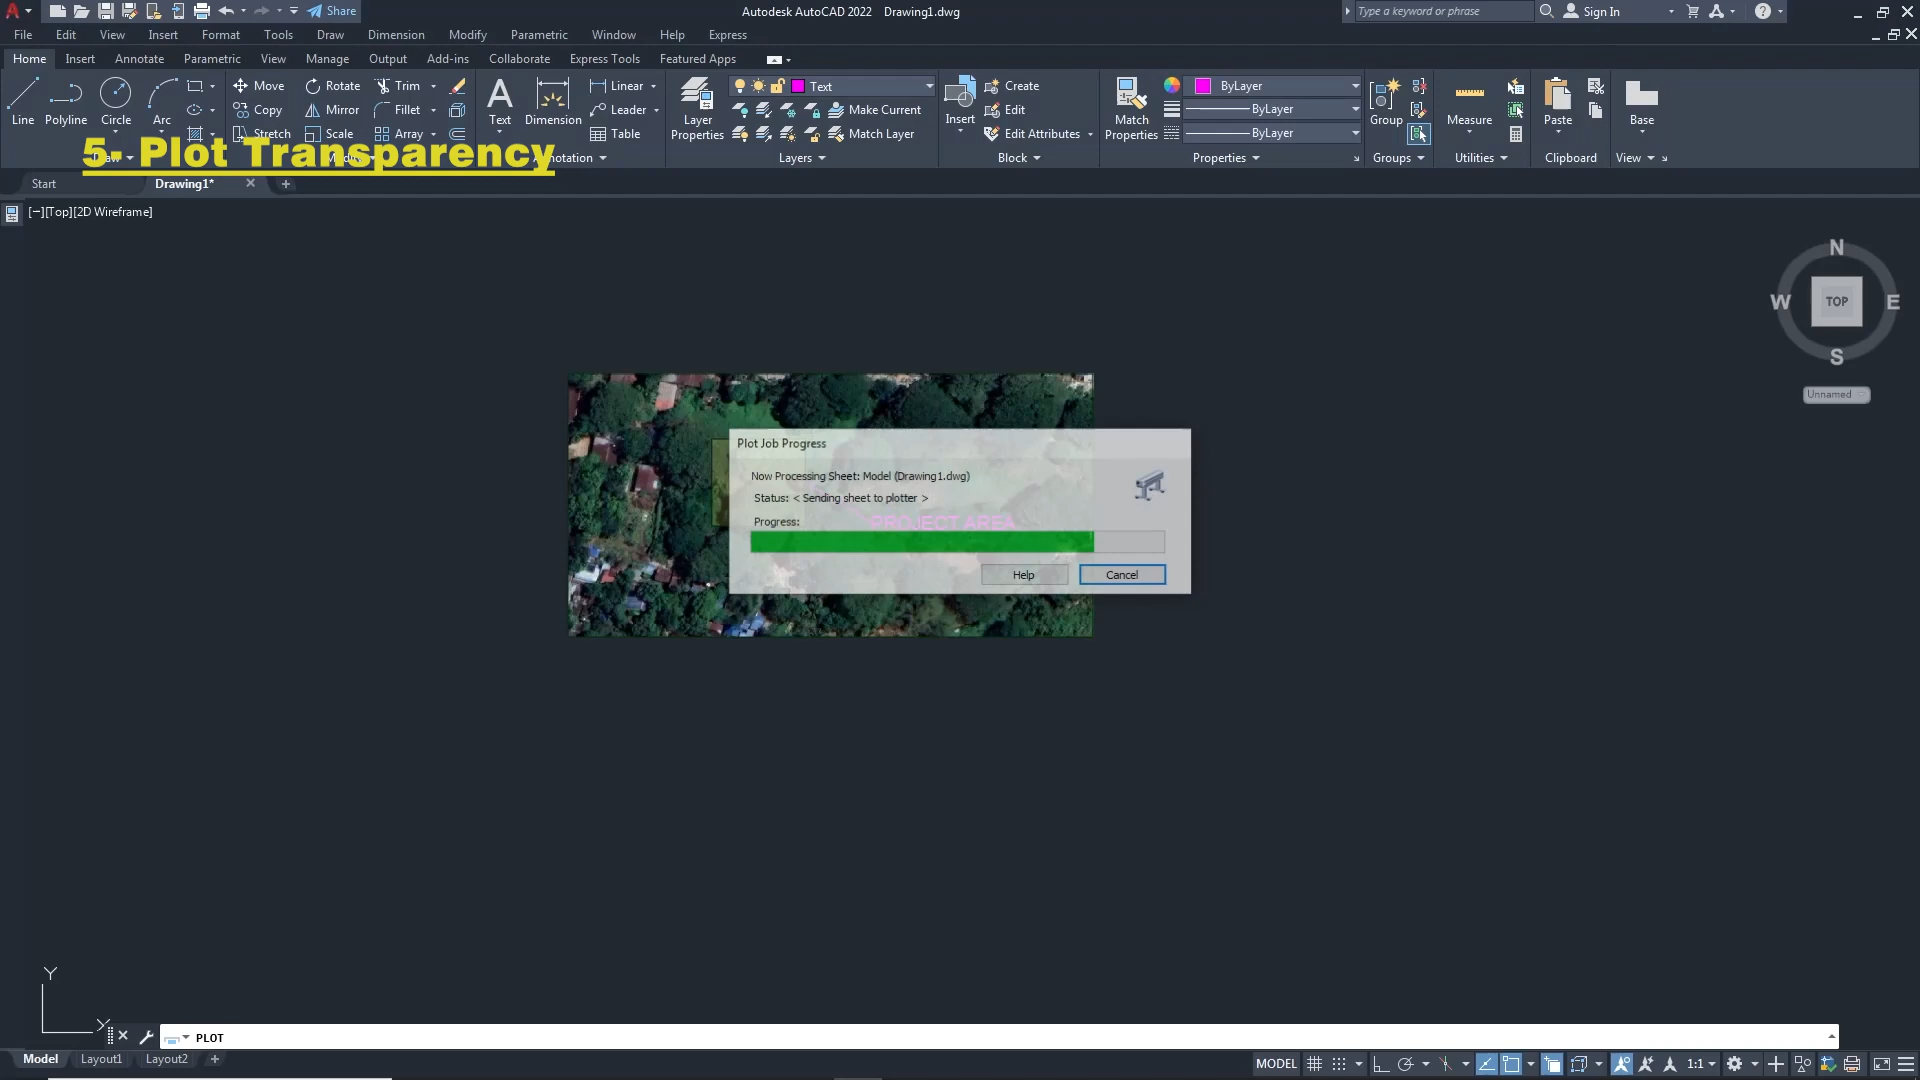 Share
Autodesk AutoCAD 2022 Drawing1.dwg
Type a keyword or phrase
Sign In
File Edit View Insert Format Tools Draw Dimension Modify Parametric Window Help Express
Home Insert Annotate Parametric View Manage Output Add-ins Collaborate Express Tools Featured Apps
Line Polyline Circle Arc
Move Rotate Trim
Copy Mirror Fillet
Stretch Scale Array
Text Dimension
Linear
Leader
Table
Layer Properties
Text
Make Current
Match Layer
Insert
Create
Edit
Edit Attributes
Match Properties
ByLayer
ByLayer
ByLayer
Group
Measure
Paste
Base
Layers Block Properties Groups Utilities Clipboard View
5. Plot Transparency
Start Drawing1*
[−][Top][2D Wireframe]
N
W TOP E
S
Unnamed
Plot Job Progress
Now Processing Sheet: Model (Drawing1.dwg)
Status: < Sending sheet to plotter >
Progress:
PROJECT AREA
Help Cancel
Y
X
PLOT
Model Layout1 Layout2
MODEL 1:1